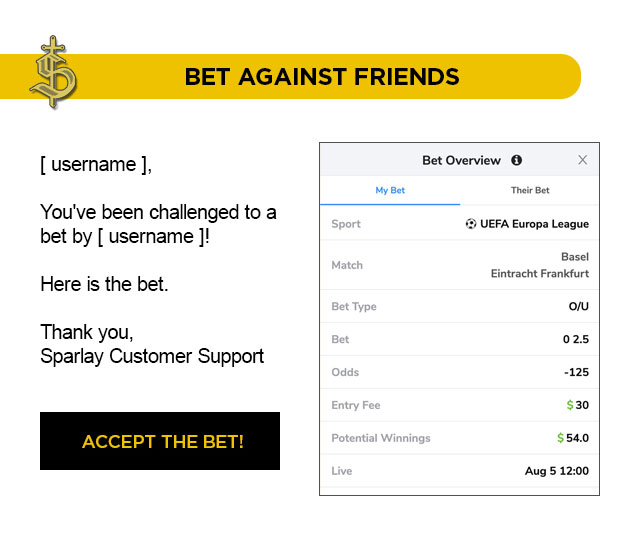 BET AGAINST FRIENDS
[ username ],
You've been challenged to a
bet by [ username ]!
Here is the bet.
Thank you,
Sparlay Customer Support
ACCEPT THE BET!
Bet Overview
My Bet Their Bet
Sport UEFA Europa League
Match Basel
Eintracht Frankfurt
Bet Type O/U
Bet 0 2.5
Odds -125
Entry Fee $ 30
Potential Winnings $ 54.0
Live Aug 5 12:00